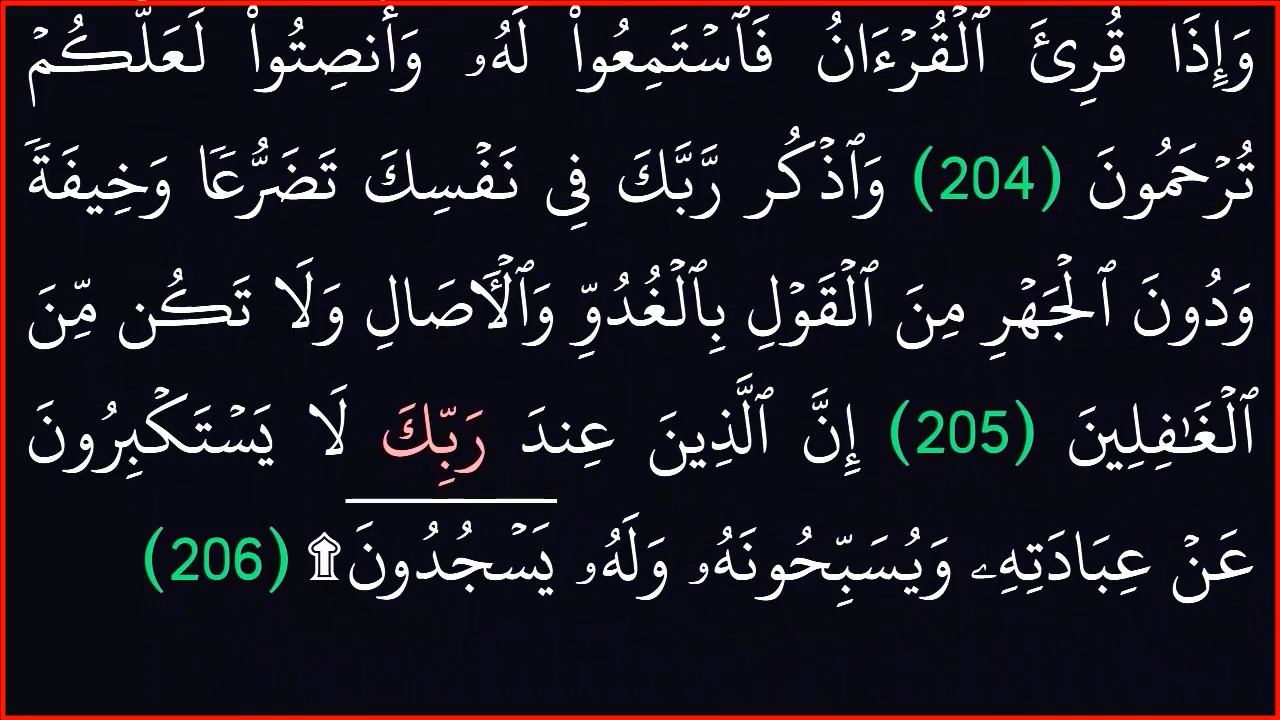 وَإِذَا قُرِئَ ٱلۡقُرۡءَانُ فَٱسۡتَمِعُواْ لَهُۥ وَأَنصِتُواْ لَعَلَّكُمۡ
تُرۡحَمُونَ (204) وَٱذۡكُر رَّبَّكَ فِي نَفۡسِكَ تَضَرُّعٗا وَخِيفَةٗ
وَدُونَ ٱلۡجَهۡرِ مِنَ ٱلۡقَوۡلِ بِٱلۡغُدُوِّ وَٱلۡأٓصَالِ وَلَا تَكُن مِّنَ
ٱلۡغَٰفِلِينَ (205) إِنَّ ٱلَّذِينَ عِندَ رَبِّكَ لَا يَسۡتَكۡبِرُونَ
عَنۡ عِبَادَتِهِۦ وَيُسَبِّحُونَهُۥ وَلَهُۥ يَسۡجُدُونَۤ۩ (206)